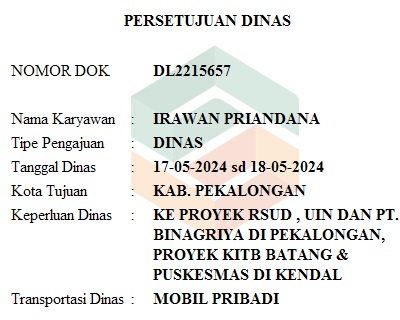 PERSETUJUAN DINAS
NOMOR DOK DL2215657
Nama Karyawan : IRAWAN PRIANDANA
Tipe Pengajuan : DINAS
Tanggal Dinas : 17-05-2024 sd 18-05-2024
Kota Tujuan : KAB. PEKALONGAN
Keperluan Dinas : KE PROYEK RSUD , UIN DAN PT.
BINAGRIYA DI PEKALONGAN,
PROYEK KITB BATANG &
PUSKESMAS DI KENDAL
Transportasi Dinas : MOBIL PRIBADI